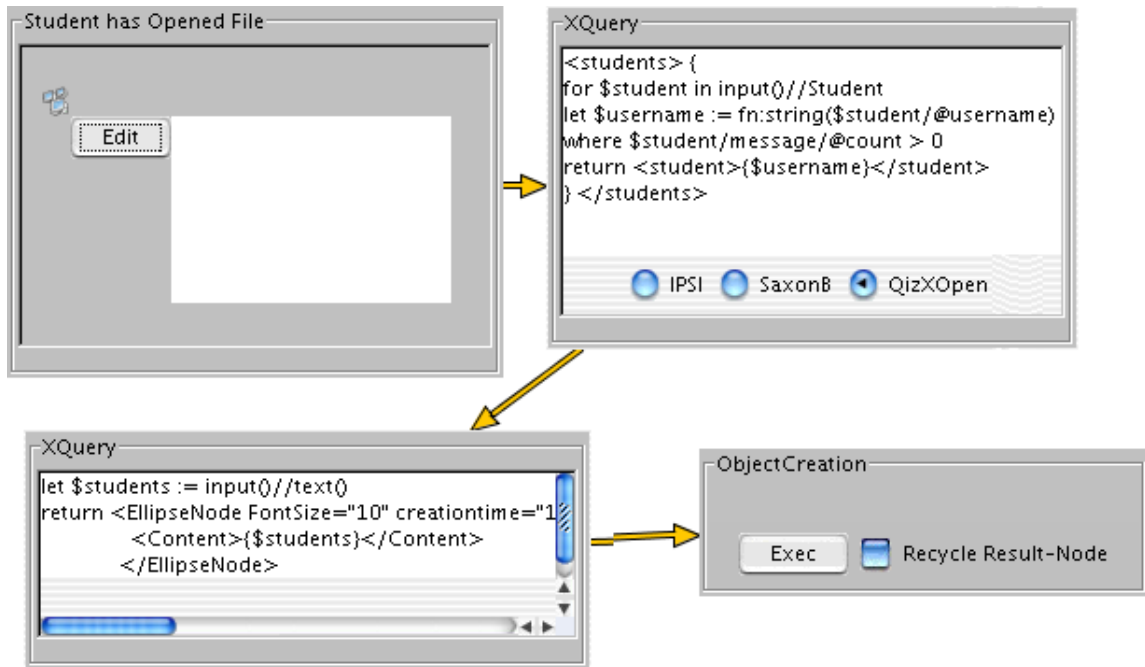 Student has Opened File
Edit
XQuery
<students> {
for $student in input()//Student
let $username := fn:string($student/@username)
where $student/message/@count > 0
return <student>{$username}</student>
} </students>
IPSI SaxonB QizXOpen
XQuery
let $students := input()//text()
return <EllipseNode FontSize="10" creationtime="1
<Content>{$students}</Content>
</EllipseNode>
ObjectCreation
Exec Recycle Result-Node